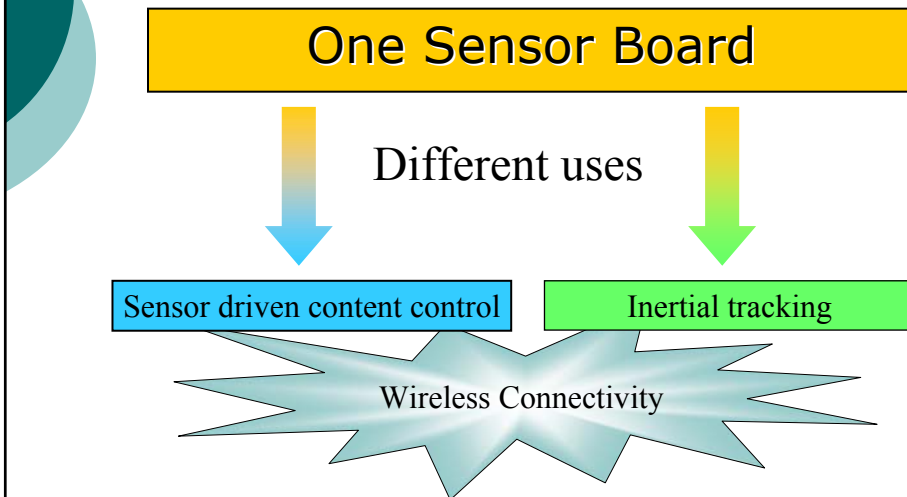 One Sensor Board
Different uses
Sensor driven content control
Inertial tracking
Wireless Connectivity